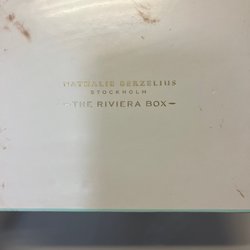 NATHALIE BERZELIUS
STOCKHOLM
–THE RIVIERA BOX–